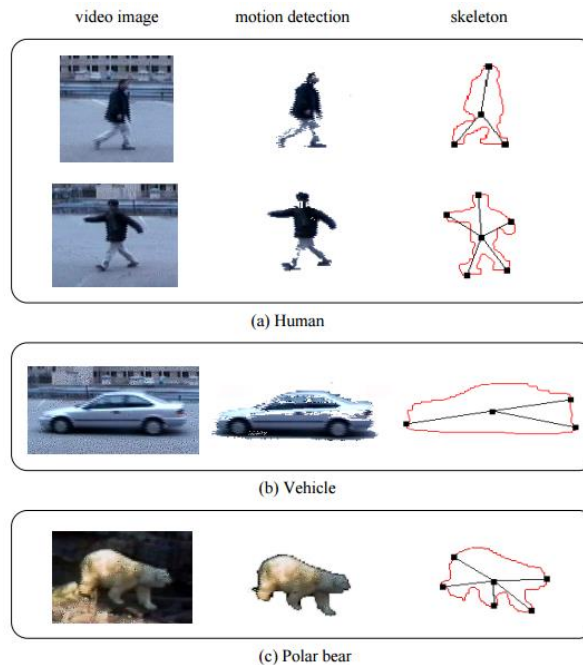 video image motion detection skeleton
(a) Human
(b) Vehicle
(c) Polar bear